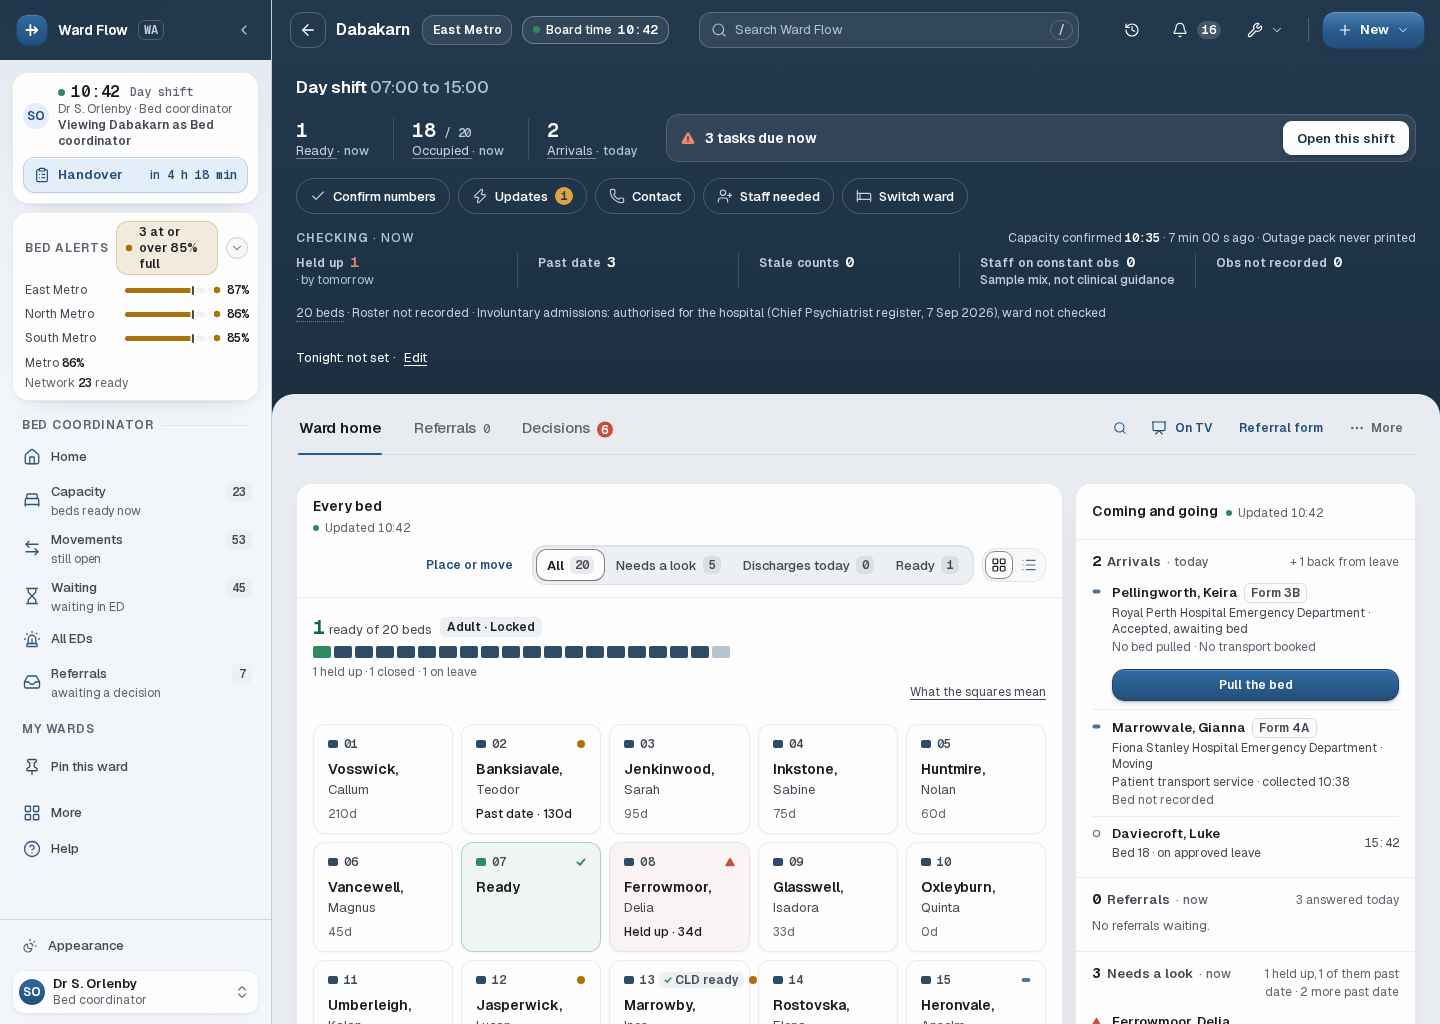 Ward Flow WA
10:42 Day shift
SO
Dr S. Orlenby · Bed coordinator
Viewing Dabakarn as Bed
coordinator
Handover in 4 h 18 min
BED ALERTS
3 at or
over 85%
full
East Metro 87%
North Metro 86%
South Metro 85%
Metro 86%
Network 23 ready
BED COORDINATOR
Home
Capacity 23
beds ready now
Movements 53
still open
Waiting 45
waiting in ED
All EDs
Referrals 7
awaiting a decision
MY WARDS
Pin this ward
More
Help
Appearance
SO
Dr S. Orlenby
Bed coordinator
Dabakarn East Metro Board time 10:42 Search Ward Flow / 16 New
Day shift 07:00 to 15:00
1
Ready · now
18 / 20
Occupied · now
2
Arrivals · today
3 tasks due now Open this shift
Confirm numbers Updates 1 Contact Staff needed Switch ward
CHECKING · NOW Capacity confirmed 10:35 · 7 min 00 s ago · Outage pack never printed
Held up 1
· by tomorrow
Past date 3
Stale counts 0
Staff on constant obs 0
Sample mix, not clinical guidance
Obs not recorded 0
20 beds · Roster not recorded · Involuntary admissions: authorised for the hospital (Chief Psychiatrist register, 7 Sep 2026), ward not checked
Tonight: not set · Edit
Ward home Referrals 0 Decisions 6 On TV Referral form More
Every bed
Updated 10:42
Place or move All 20 Needs a look 5 Discharges today 0 Ready 1
1 ready of 20 beds Adult · Locked
1 held up · 1 closed · 1 on leave
What the squares mean
01
Vosswick,
Callum
210d
02
Banksiavale,
Teodor
Past date · 130d
03
Jenkinwood,
Sarah
95d
04
Inkstone,
Sabine
75d
05
Huntmire,
Nolan
60d
06
Vancewell,
Magnus
45d
07
Ready
08
Ferrowmoor,
Delia
Held up · 34d
09
Glasswell,
Isadora
33d
10
Oxleyburn,
Quinta
0d
11
Umberleigh,
12
Jasperwick,
13 CLD ready
Marrowby,
14
Rostovska,
15
Heronvale,
Coming and going Updated 10:42
2 Arrivals · today + 1 back from leave
Pellingworth, Keira Form 3B
Royal Perth Hospital Emergency Department ·
Accepted, awaiting bed
No bed pulled · No transport booked
Pull the bed
Marrowvale, Gianna Form 4A
Fiona Stanley Hospital Emergency Department ·
Moving
Patient transport service · collected 10:38
Bed not recorded
Daviecroft, Luke
Bed 18 · on approved leave
15:42
0 Referrals · now 3 answered today
No referrals waiting.
3 Needs a look · now 1 held up, 1 of them past
date · 2 more past date
Ferrowmoor, Delia